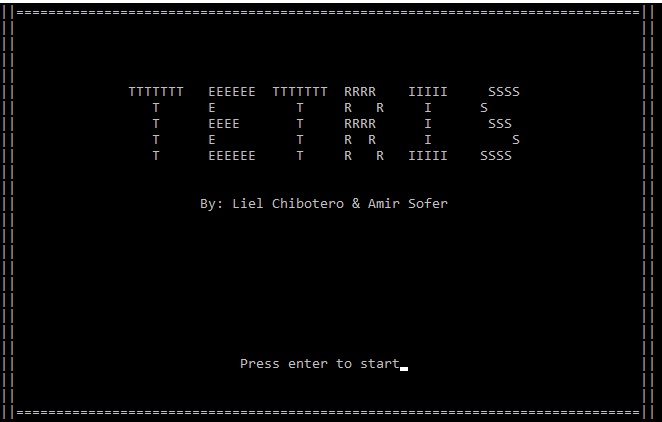 TTTTTTT   EEEEEE  TTTTTTT  RRRR    IIIII     SSSS
   T      E          T     R   R     I      S
   T      EEEE       T     RRRR      I       SSS
   T      E          T     R  R      I          S
   T      EEEEEE     T     R   R   IIIII    SSSS
By: Liel Chibotero & Amir Sofer
Press enter to start